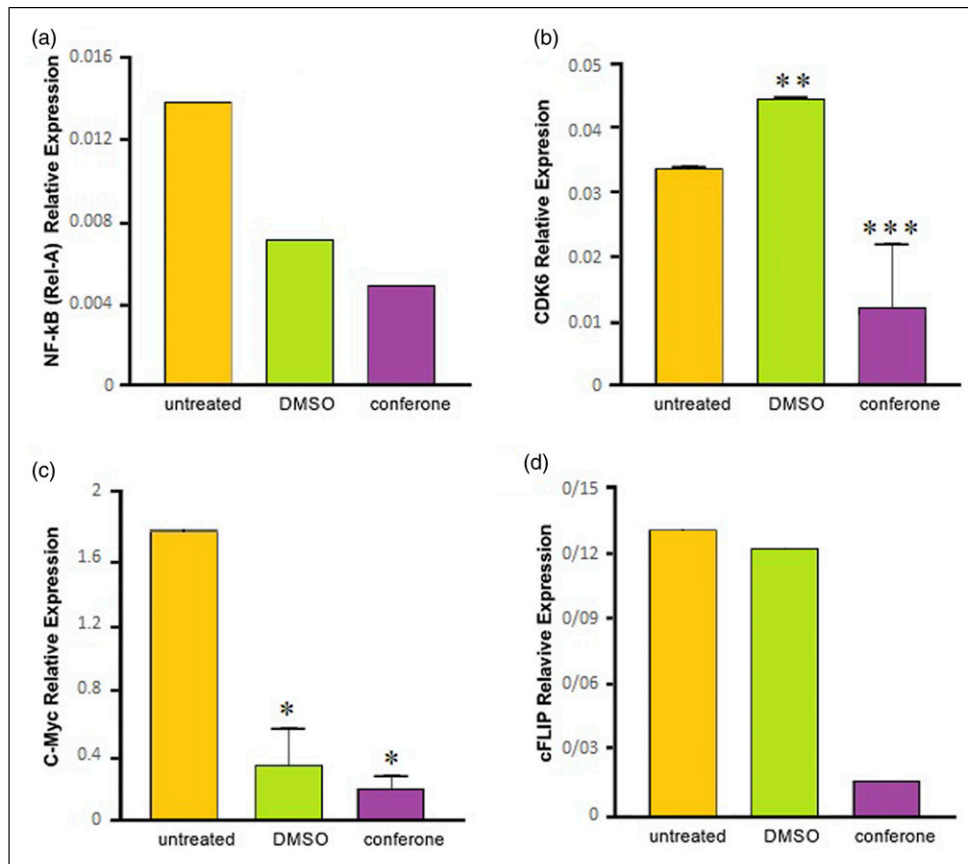 (a)
NF-kB (Rel-A) Relative Expression
0.016
0.012
0.008
0.004
0
untreated DMSO conferone
(b)
CDK6 Relative Expresion
0.05
0.04
0.03
0.02
0.01
0
**
***
untreated DMSO conferone
(c)
C-Myc Relative Expression
2
1.6
1.2
0.8
0.4
0
*
*
untreated DMSO conferone
(d)
cFLIP Relavive Expression
0/15
0/12
0/09
0/06
0/03
0
untreated DMSO conferone